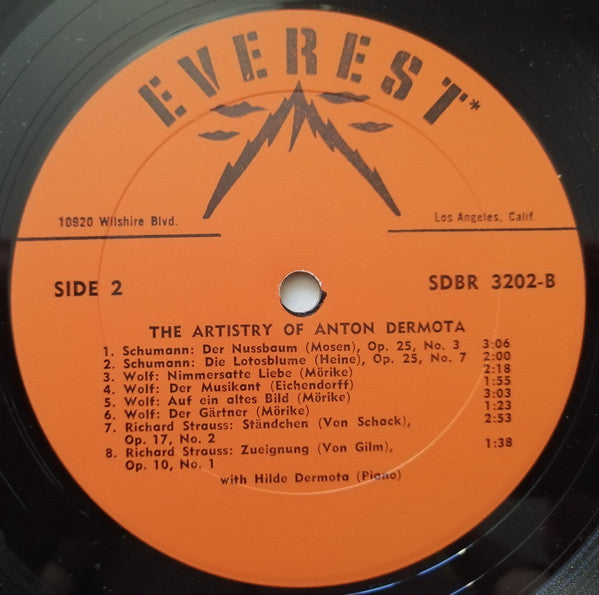 EVEREST*
10920 Wilshire Blvd. Los Angeles, Calif.
SIDE 2 SDBR 3202-B
THE ARTISTRY OF ANTON DERMOTA
1. Schumann: Der Nussbaum (Mosen), Op. 25, No. 3 3:06
2. Schumann: Die Lotosblume (Heine), Op. 25, No. 7 2:00
3. Wolf: Nimmersatte Liebe (Mörike) 2:18
4. Wolf: Der Musikant (Eichendorff) 1:55
5. Wolf: Auf ein altes Bild (Mörike) 3:03
6. Wolf: Der Gärtner (Mörike) 1:23
7. Richard Strauss: Ständchen (Von Schack), 2:53
Op. 17, No. 2
8. Richard Strauss: Zueignung (Von Gilm), 1:38
Op. 10, No. 1
with Hilde Dermota (Piano)